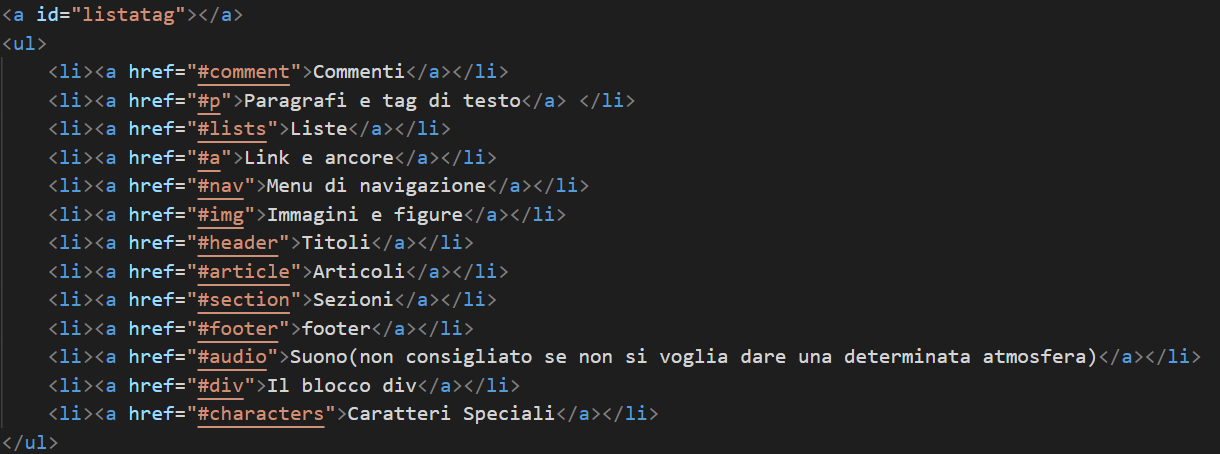 <a id="listatag"></a>
<ul>
<li><a href="#comment">Commenti</a></li>
<li><a href="#p">Paragrafi e tag di testo</a> </li>
<li><a href="#lists">Liste</a></li>
<li><a href="#a">Link e ancore</a></li>
<li><a href="#nav">Menu di navigazione</a></li>
<li><a href="#img">Immagini e figure</a></li>
<li><a href="#header">Titoli</a></li>
<li><a href="#article">Articoli</a></li>
<li><a href="#section">Sezioni</a></li>
<li><a href="#footer">footer</a></li>
<li><a href="#audio">Suono(non consigliato se non si voglia dare una determinata atmosfera)</a></li>
<li><a href="#div">Il blocco div</a></li>
<li><a href="#characters">Caratteri Speciali</a></li>
</ul>